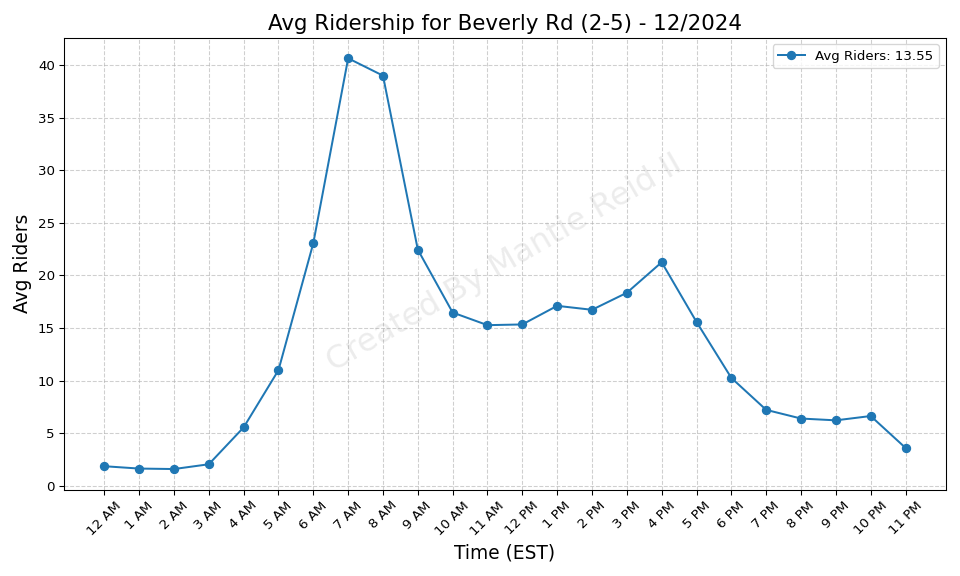 Avg Ridership for Beverly Rd (2-5) - 12/2024
Avg Riders: 13.55
40
35
30
25
20
15
10
5
0
Avg Riders
Created By Mantie Reid II
12 AM
1 AM
2 AM
3 AM
4 AM
5 AM
6 AM
7 AM
8 AM
9 AM
10 AM
11 AM
12 PM
1 PM
2 PM
3 PM
4 PM
5 PM
6 PM
7 PM
8 PM
9 PM
10 PM
11 PM
Time (EST)